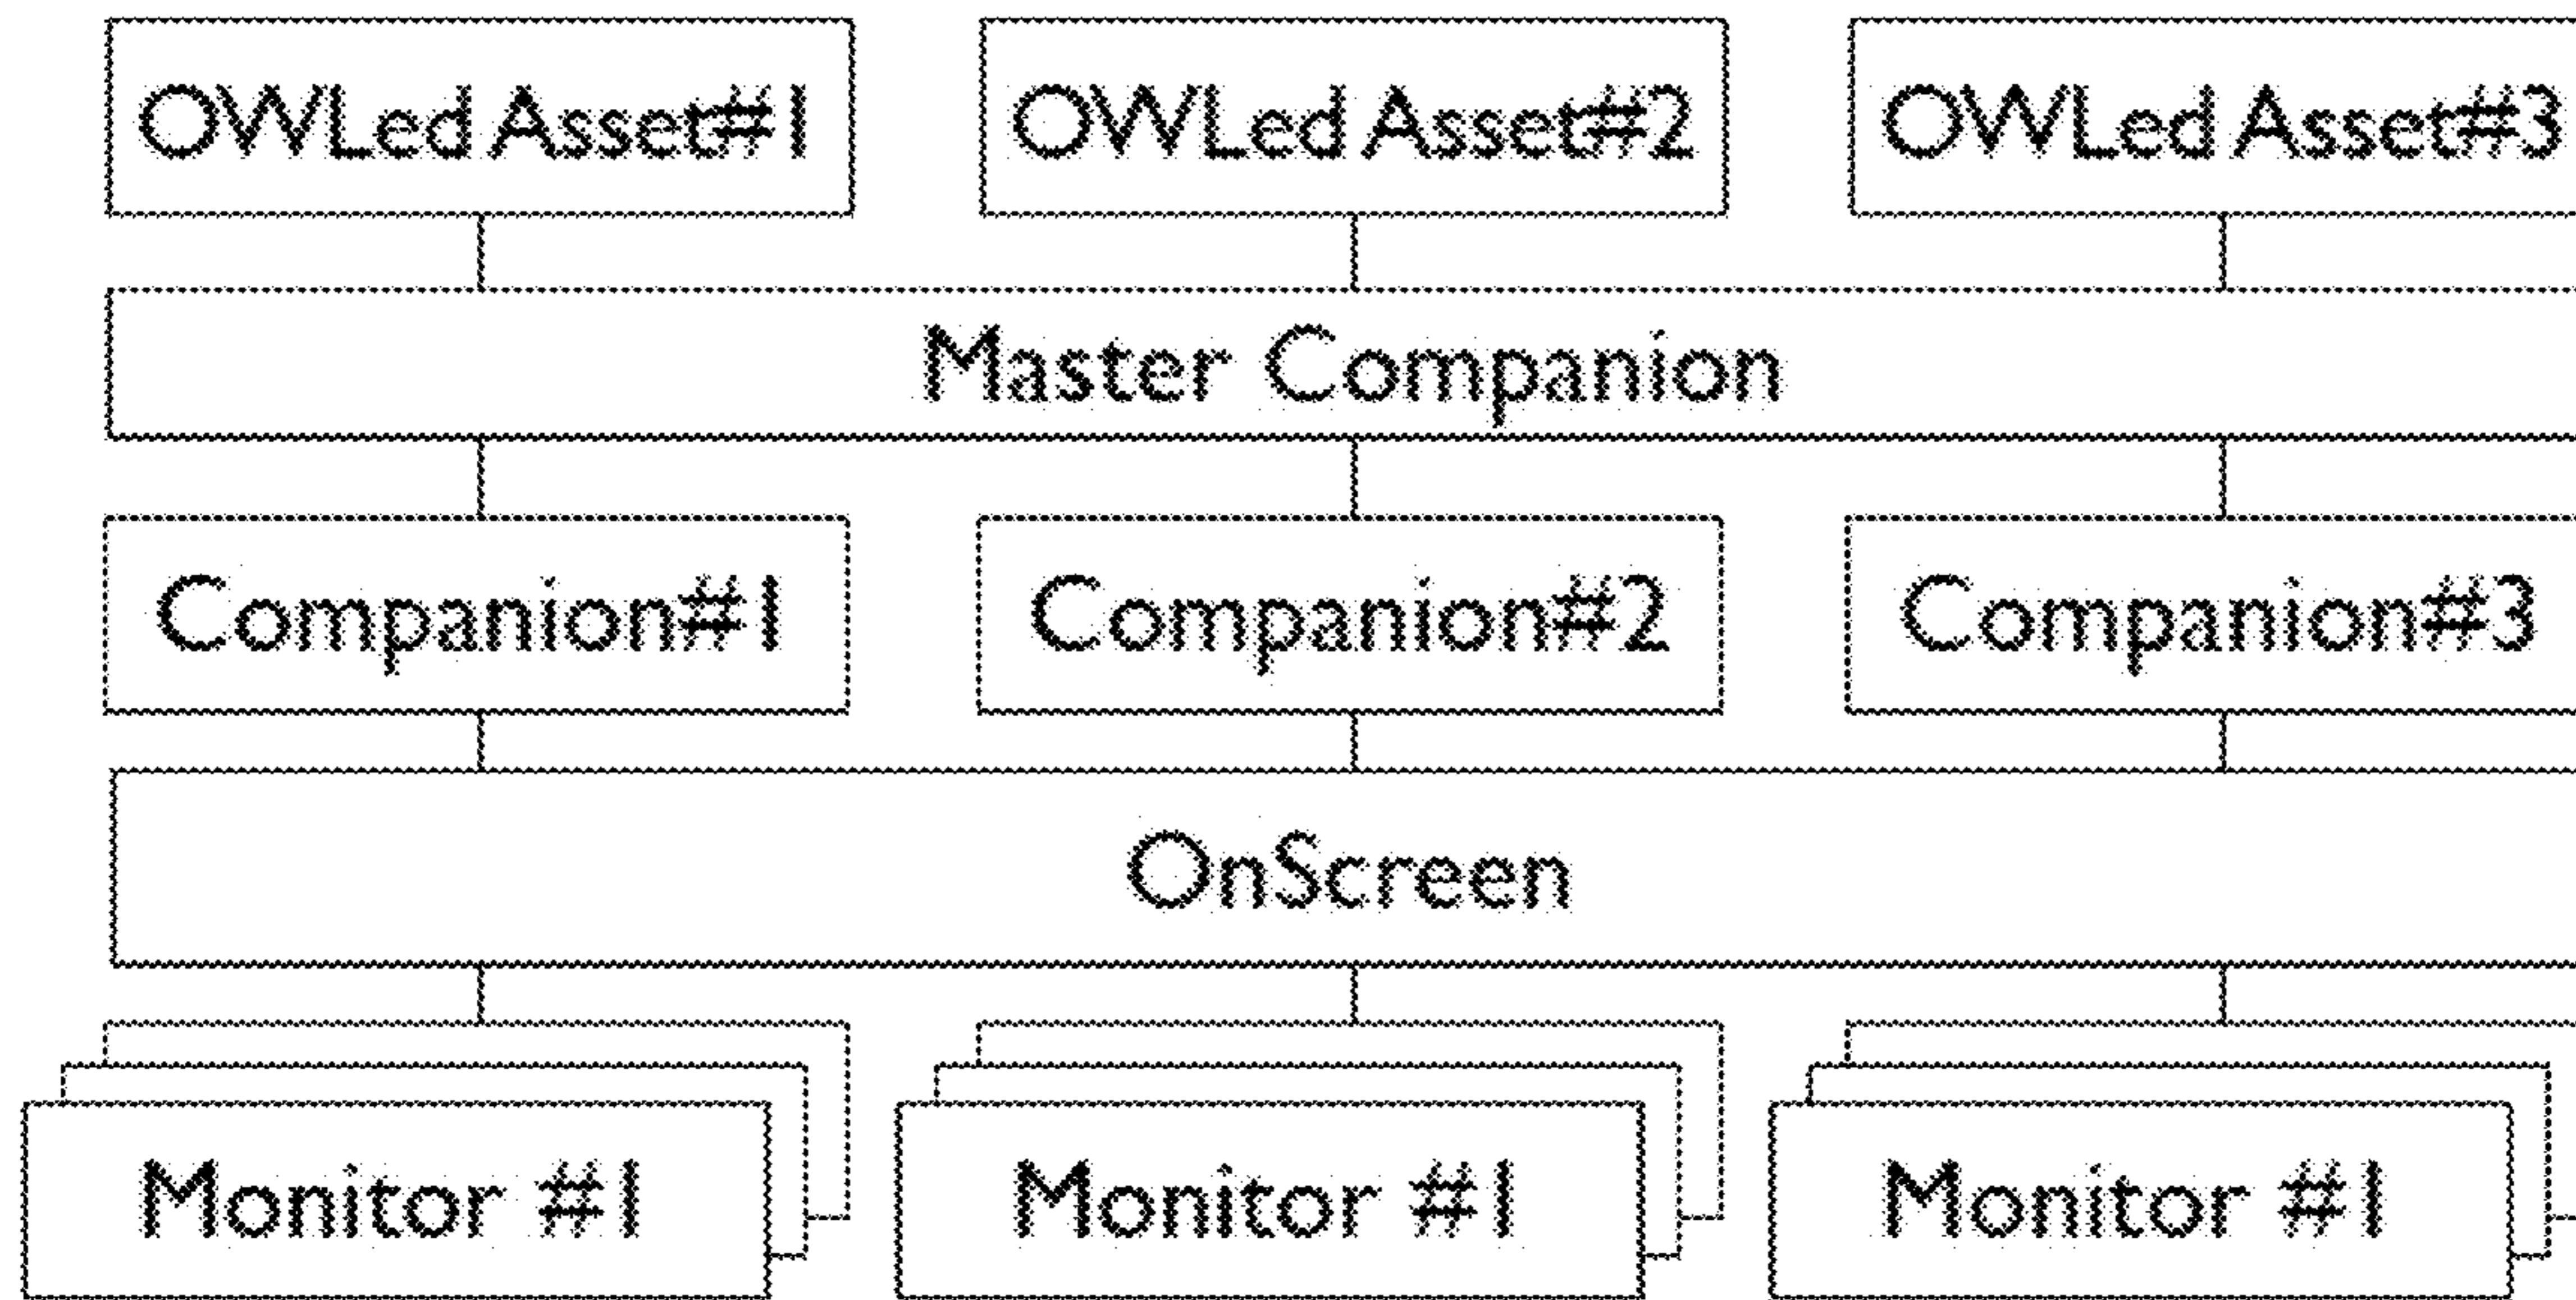 OWLed Asset#1 OWLed Asset#2 OWLed Asset#3
Master Companion
Companion#1 Companion#2 Companion#3
OnScreen
Monitor #1 Monitor #1 Monitor #1